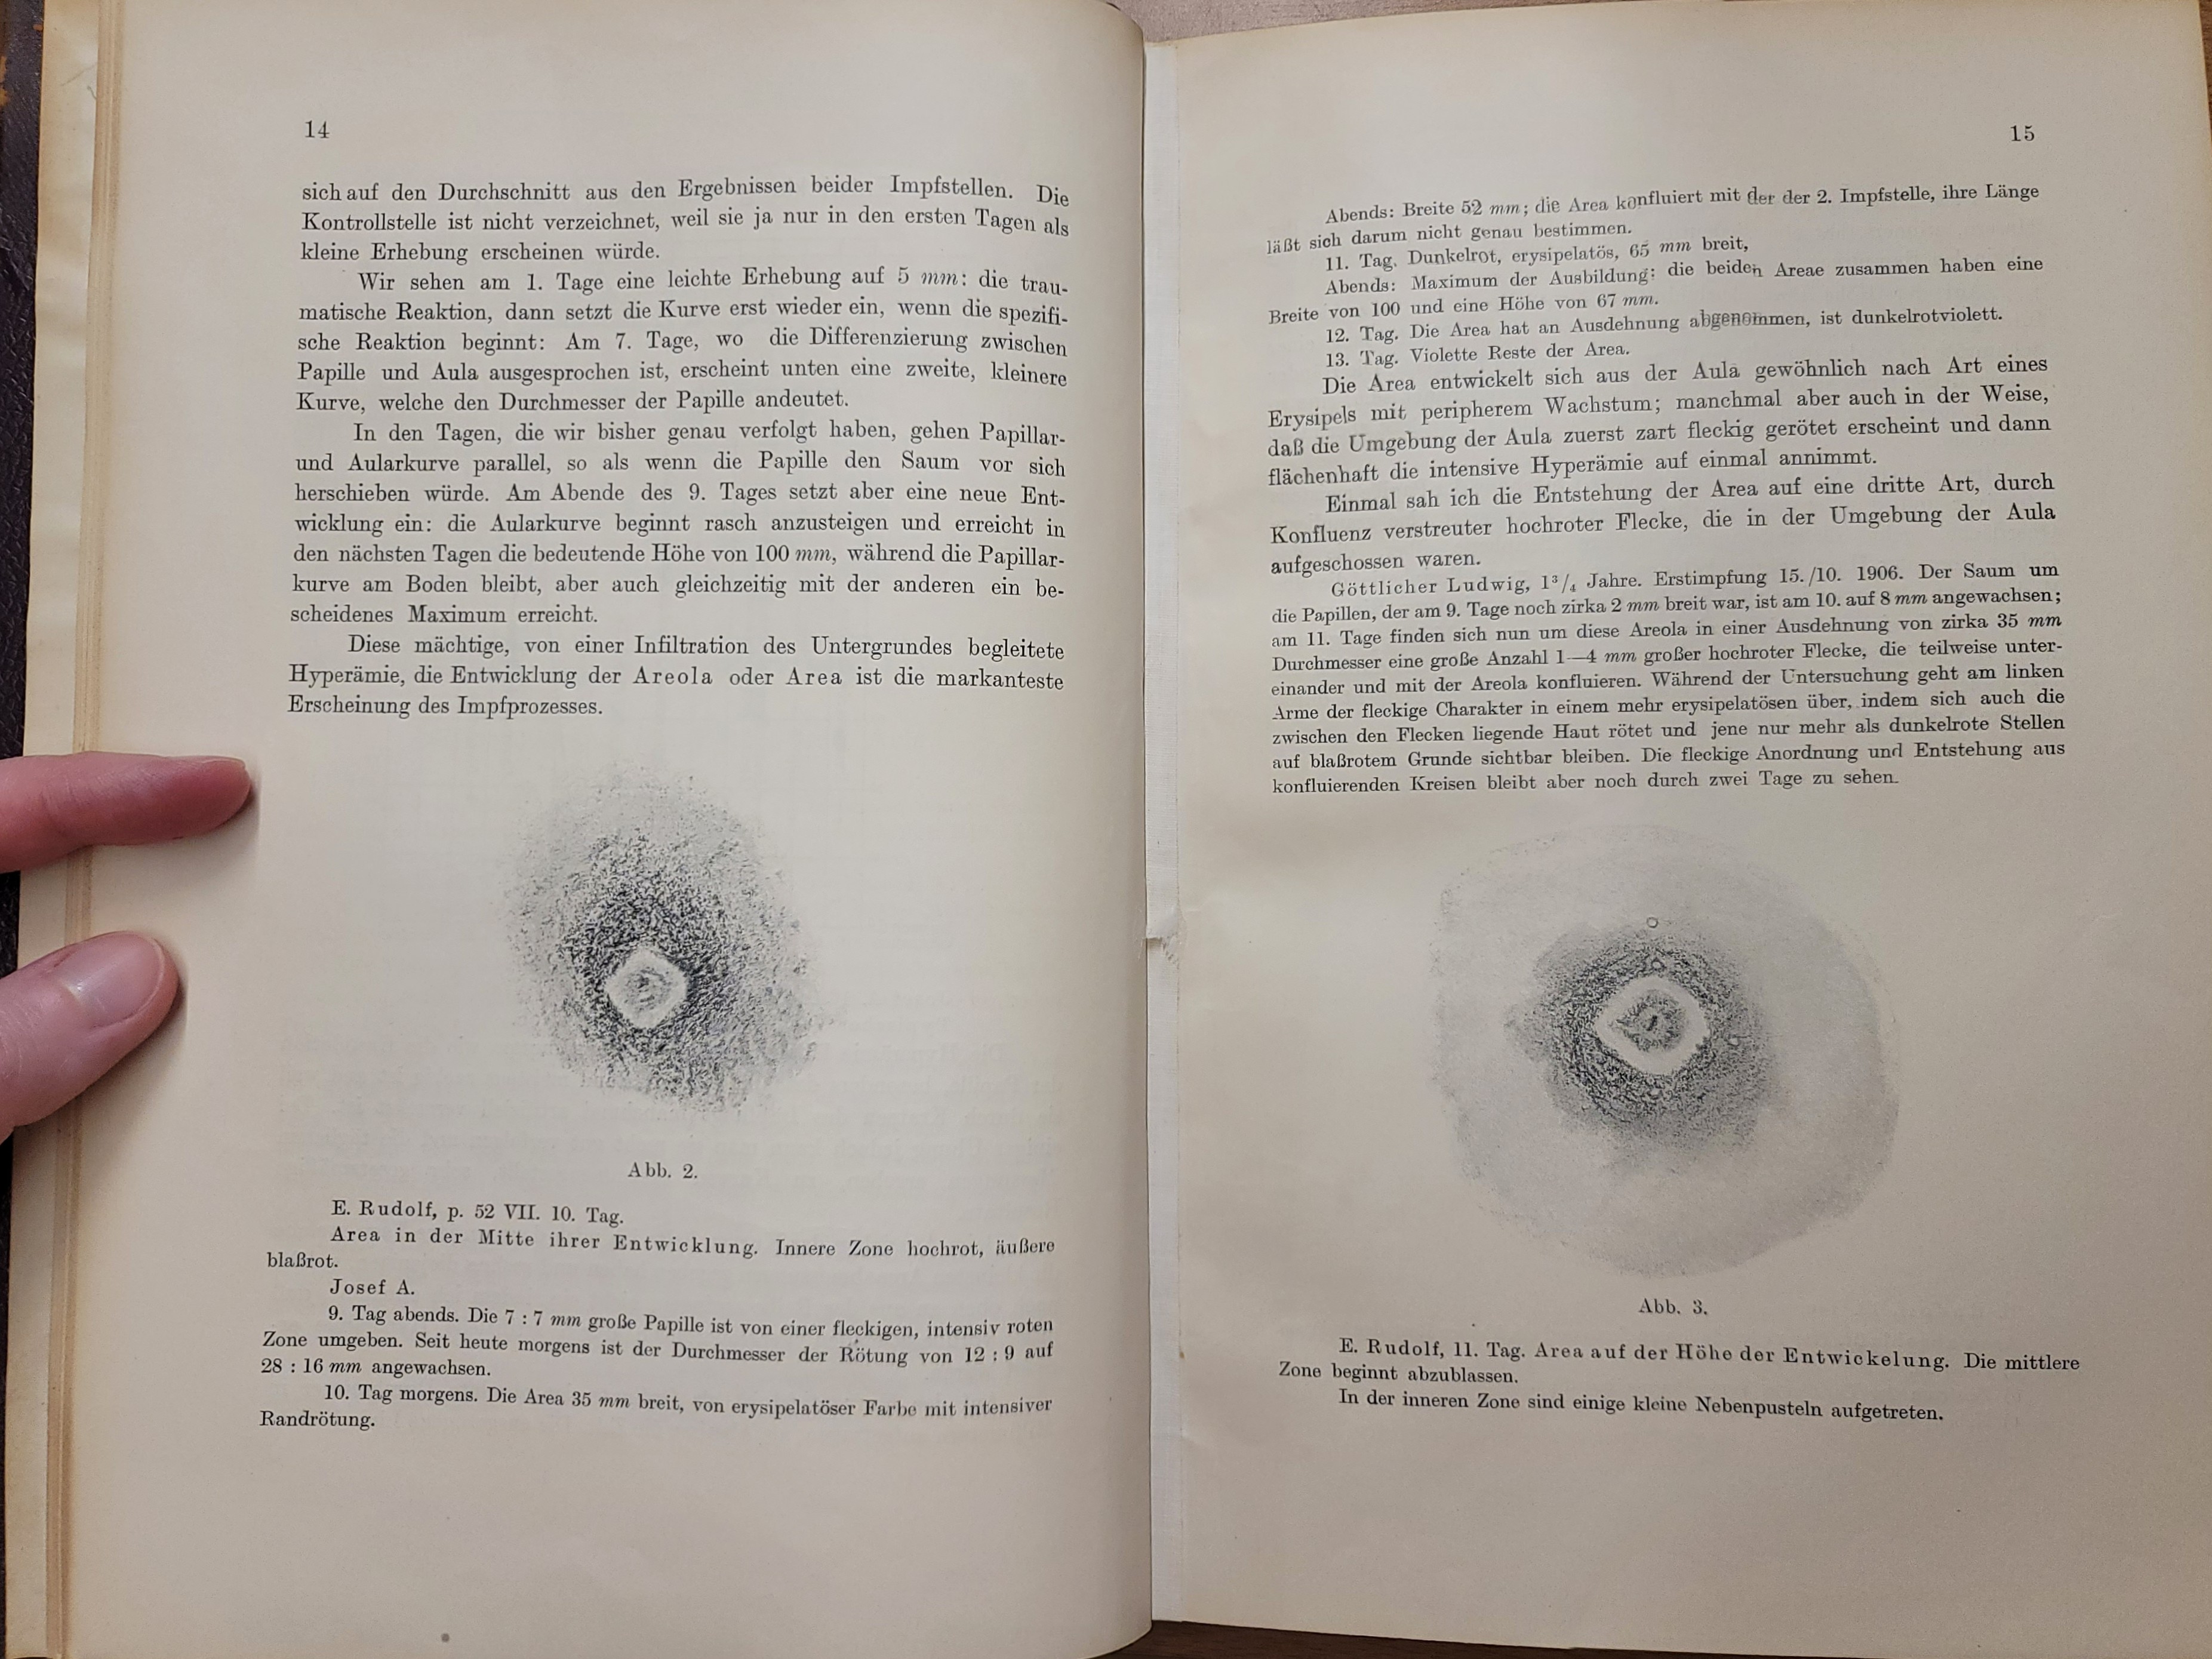 14
sich auf den Durchschnitt aus den Ergebnissen beider Impfstellen. Die
Kontrollstelle ist nicht verzeichnet, weil sie ja nur in den ersten Tagen als
kleine Erhebung erscheinen würde.
Wir sehen am 1. Tage eine leichte Erhebung auf 5 mm: die trau-
matische Reaktion, dann setzt die Kurve erst wieder ein, wenn die spezifi-
sche Reaktion beginnt: Am 7. Tage, wo die Differenzierung zwischen
Papille und Aula ausgesprochen ist, erscheint unten eine zweite, kleinere
Kurve, welche den Durchmesser der Papille andeutet.
In den Tagen, die wir bisher genau verfolgt haben, gehen Papillar-
und Aularkurve parallel, so als wenn die Papille den Saum vor sich
herschieben würde. Am Abende des 9. Tages setzt aber eine neue Ent-
wicklung ein: die Aularkurve beginnt rasch anzusteigen und erreicht in
den nächsten Tagen die bedeutende Höhe von 100 mm, während die Papillar-
kurve am Boden bleibt, aber auch gleichzeitig mit der anderen ein be-
scheidenes Maximum erreicht.
Diese mächtige, von einer Infiltration des Untergrundes begleitete
Hyperämie, die Entwicklung der Areola oder Area ist die markanteste
Erscheinung des Impfprozesses.
Abb. 2.
E. Rudolf, p. 52 VII. 10. Tag.
Area in der Mitte ihrer Entwicklung. Innere Zone hochrot, äußere
blaßrot.
Josef A.
9. Tag abends. Die 7 : 7 mm große Papille ist von einer fleckigen, intensiv roten
Zone umgeben. Seit heute morgens ist der Durchmesser der Rötung von 12 : 9 auf
28 : 16 mm angewachsen.
10. Tag morgens. Die Area 35 mm breit, von erysipelatöser Farbe mit intensiver
Randrötung.
15
Abends: Breite 52 mm; die Area konfluiert mit der der 2. Impfstelle, ihre Länge
läßt sich darum nicht genau bestimmen.
11. Tag. Dunkelrot, erysipelatös, 65 mm breit,
Abends: Maximum der Ausbildung: die beiden Areae zusammen haben eine
Breite von 100 und eine Höhe von 67 mm.
12. Tag. Die Area hat an Ausdehnung abgenommen, ist dunkelrotviolett.
13. Tag. Violette Reste der Area.
Die Area entwickelt sich aus der Aula gewöhnlich nach Art eines
Erysipels mit peripherem Wachstum; manchmal aber auch in der Weise,
daß die Umgebung der Aula zuerst zart fleckig gerötet erscheint und dann
flächenhaft die intensive Hyperämie auf einmal annimmt.
Einmal sah ich die Entstehung der Area auf eine dritte Art, durch
Konfluenz verstreuter hochroter Flecke, die in der Umgebung der Aula
aufgeschossen waren.
Göttlicher Ludwig, 1³/₄ Jahre. Erstimpfung 15./10. 1906. Der Saum um
die Papillen, der am 9. Tage noch zirka 2 mm breit war, ist am 10. auf 8 mm angewachsen;
am 11. Tage finden sich nun um diese Areola in einer Ausdehnung von zirka 35 mm
Durchmesser eine große Anzahl 1—4 mm großer hochroter Flecke, die teilweise unter-
einander und mit der Areola konfluieren. Während der Untersuchung geht am linken
Arme der fleckige Charakter in einem mehr erysipelatösen über, indem sich auch die
zwischen den Flecken liegende Haut rötet und jene nur mehr als dunkelrote Stellen
auf blaßrotem Grunde sichtbar bleiben. Die fleckige Anordnung und Entstehung aus
konfluierenden Kreisen bleibt aber noch durch zwei Tage zu sehen.
Abb. 3.
E. Rudolf, 11. Tag. Area auf der Höhe der Entwickelung. Die mittlere
Zone beginnt abzublassen.
In der inneren Zone sind einige kleine Nebenpusteln aufgetreten.